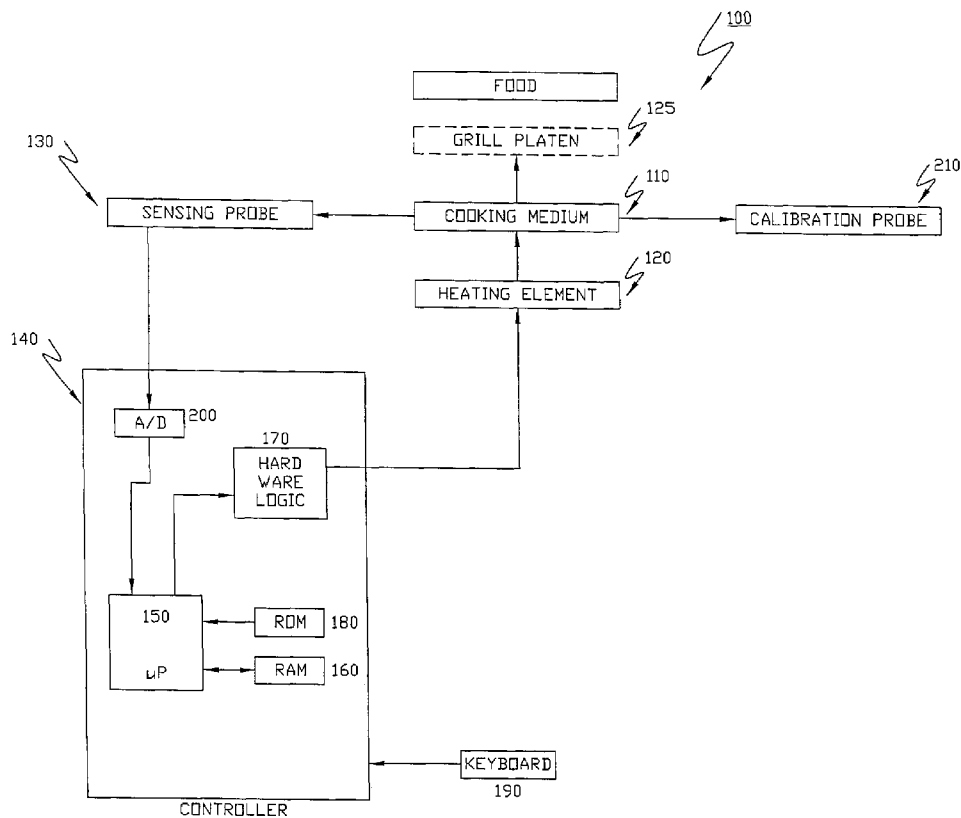 100
FOOD
125
GRILL PLATEN
130
110
210
SENSING PROBE
COOKING MEDIUM
CALIBRATION PROBE
120
HEATING ELEMENT
140
A/D
200
170
HARD
WARE
LOGIC
150
ROM
180
µP
RAM
160
KEYBOARD
190
CONTROLLER